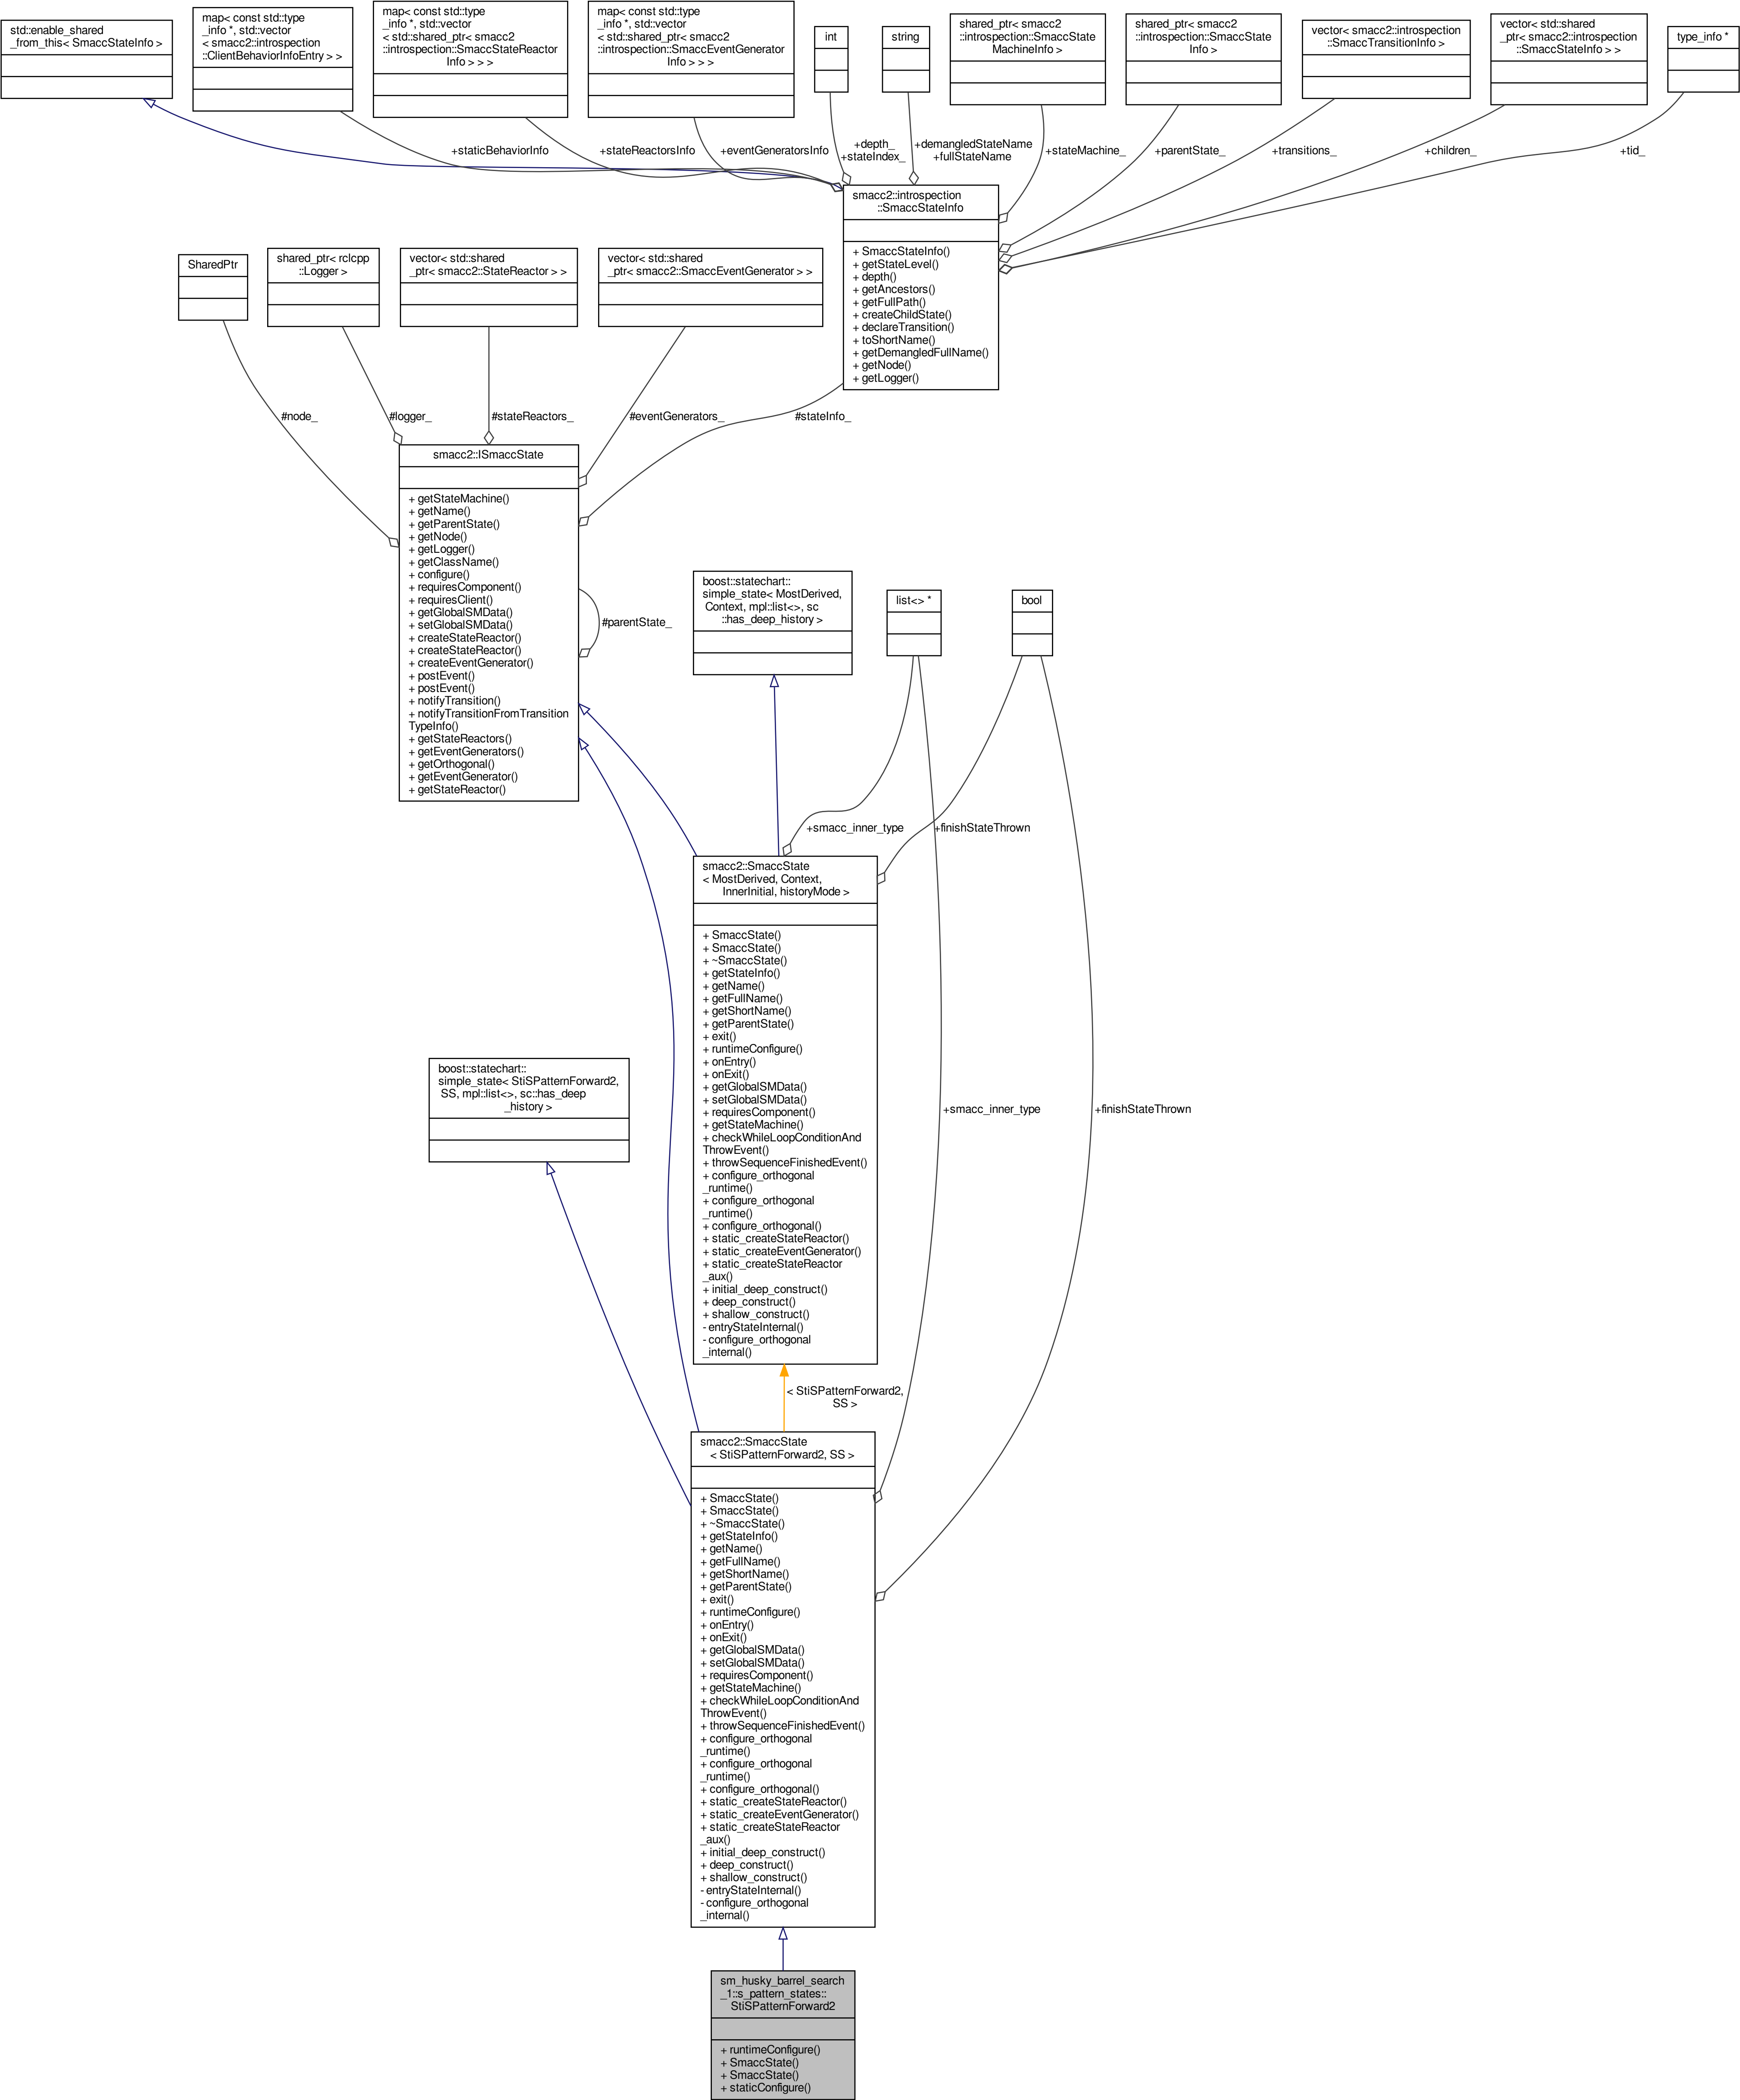 std::enable_shared
_from_this< SmaccStateInfo >
map< const std::type
_info *, std::vector
< smacc2::introspection
::ClientBehaviorInfoEntry > >
map< const std::type
_info *, std::vector
< std::shared_ptr< smacc2
::introspection::SmaccStateReactor
Info > > >
map< const std::type
_info *, std::vector
< std::shared_ptr< smacc2
::introspection::SmaccEventGenerator
Info > > >
int
string
shared_ptr< smacc2
::introspection::SmaccState
MachineInfo >
shared_ptr< smacc2
::introspection::SmaccState
Info >
vector< smacc2::introspection
::SmaccTransitionInfo >
vector< std::shared
_ptr< smacc2::introspection
::SmaccStateInfo > >
type_info *
+staticBehaviorInfo
+stateReactorsInfo
+eventGeneratorsInfo
+depth_
+stateIndex_
+demangledStateName
+fullStateName
+stateMachine_
+parentState_
+transitions_
+children_
+tid_
smacc2::introspection
::SmaccStateInfo
+ SmaccStateInfo()
+ getStateLevel()
+ depth()
+ getAncestors()
+ getFullPath()
+ createChildState()
+ declareTransition()
+ toShortName()
+ getDemangledFullName()
+ getNode()
+ getLogger()
SharedPtr
shared_ptr< rclcpp
::Logger >
vector< std::shared
_ptr< smacc2::StateReactor > >
vector< std::shared
_ptr< smacc2::SmaccEventGenerator > >
#node_
#logger_
#stateReactors_
#eventGenerators_
#stateInfo_
smacc2::ISmaccState
+ getStateMachine()
+ getName()
+ getParentState()
+ getNode()
+ getLogger()
+ getClassName()
+ configure()
+ requiresComponent()
+ requiresClient()
+ getGlobalSMData()
+ setGlobalSMData()
+ createStateReactor()
+ createStateReactor()
+ createEventGenerator()
+ postEvent()
+ postEvent()
+ notifyTransition()
+ notifyTransitionFromTransition
TypeInfo()
+ getStateReactors()
+ getEventGenerators()
+ getOrthogonal()
+ getEventGenerator()
+ getStateReactor()
#parentState_
boost::statechart::
simple_state< MostDerived,
Context, mpl::list<>, sc
::has_deep_history >
list<> *
bool
+smacc_inner_type
+finishStateThrown
smacc2::SmaccState
< MostDerived, Context,
InnerInitial, historyMode >
+ SmaccState()
+ SmaccState()
+ ~SmaccState()
+ getStateInfo()
+ getName()
+ getFullName()
+ getShortName()
+ getParentState()
+ exit()
+ runtimeConfigure()
+ onEntry()
+ onExit()
+ getGlobalSMData()
+ setGlobalSMData()
+ requiresComponent()
+ getStateMachine()
+ checkWhileLoopConditionAnd
ThrowEvent()
+ throwSequenceFinishedEvent()
+ configure_orthogonal
_runtime()
+ configure_orthogonal
_runtime()
+ configure_orthogonal()
+ static_createStateReactor()
+ static_createEventGenerator()
+ static_createStateReactor
_aux()
+ initial_deep_construct()
+ deep_construct()
+ shallow_construct()
- entryStateInternal()
- configure_orthogonal
_internal()
boost::statechart::
simple_state< StiSPatternForward2,
SS, mpl::list<>, sc::has_deep
_history >
+smacc_inner_type
+finishStateThrown
< StiSPatternForward2,
SS >
smacc2::SmaccState
< StiSPatternForward2, SS >
+ SmaccState()
+ SmaccState()
+ ~SmaccState()
+ getStateInfo()
+ getName()
+ getFullName()
+ getShortName()
+ getParentState()
+ exit()
+ runtimeConfigure()
+ onEntry()
+ onExit()
+ getGlobalSMData()
+ setGlobalSMData()
+ requiresComponent()
+ getStateMachine()
+ checkWhileLoopConditionAnd
ThrowEvent()
+ throwSequenceFinishedEvent()
+ configure_orthogonal
_runtime()
+ configure_orthogonal
_runtime()
+ configure_orthogonal()
+ static_createStateReactor()
+ static_createEventGenerator()
+ static_createStateReactor
_aux()
+ initial_deep_construct()
+ deep_construct()
+ shallow_construct()
- entryStateInternal()
- configure_orthogonal
_internal()
sm_husky_barrel_search
_1::s_pattern_states::
StiSPatternForward2
+ runtimeConfigure()
+ SmaccState()
+ SmaccState()
+ staticConfigure()